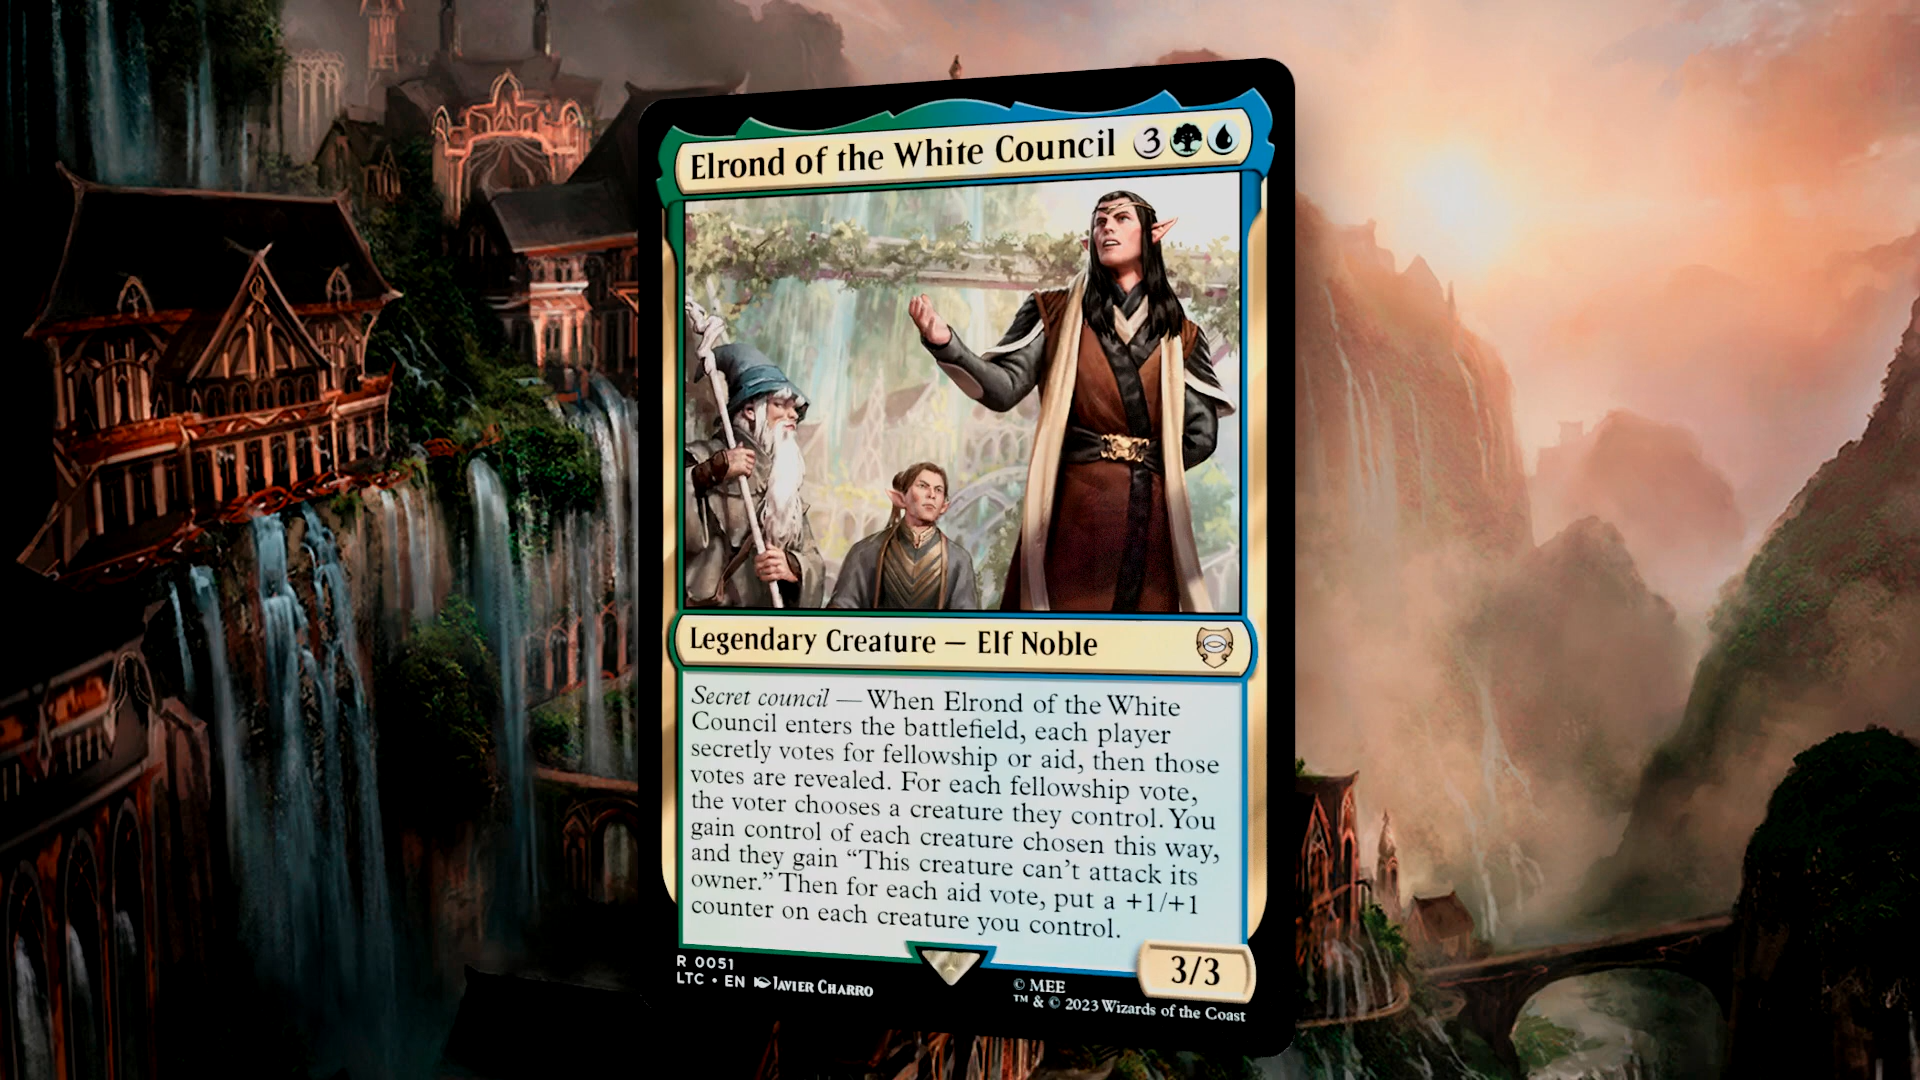 Elrond of the White Council 3
Legendary Creature — Elf Noble
Secret council — When Elrond of the White
Council enters the battlefield, each player
secretly votes for fellowship or aid, then those
votes are revealed. For each fellowship vote,
the voter chooses a creature they control. You
gain control of each creature chosen this way,
and they gain “This creature can’t attack its
owner.” Then for each aid vote, put a +1/+1
counter on each creature you control.
3/3
R 0051
LTC • EN Javier Charro
© MEE
™ & © 2023 Wizards of the Coast